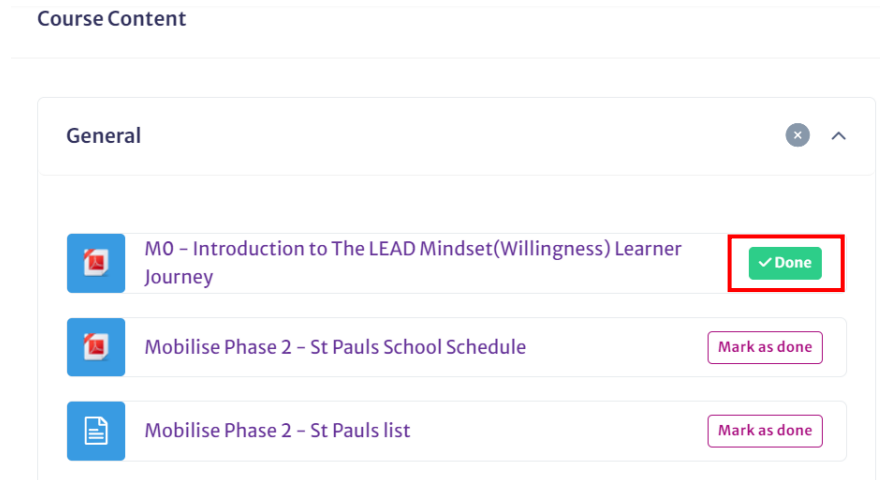 Course Content
General
M0 - Introduction to The LEAD Mindset(Willingness) Learner
Journey
✓ Done
Mobilise Phase 2 - St Pauls School Schedule
Mark as done
Mobilise Phase 2 - St Pauls list
Mark as done